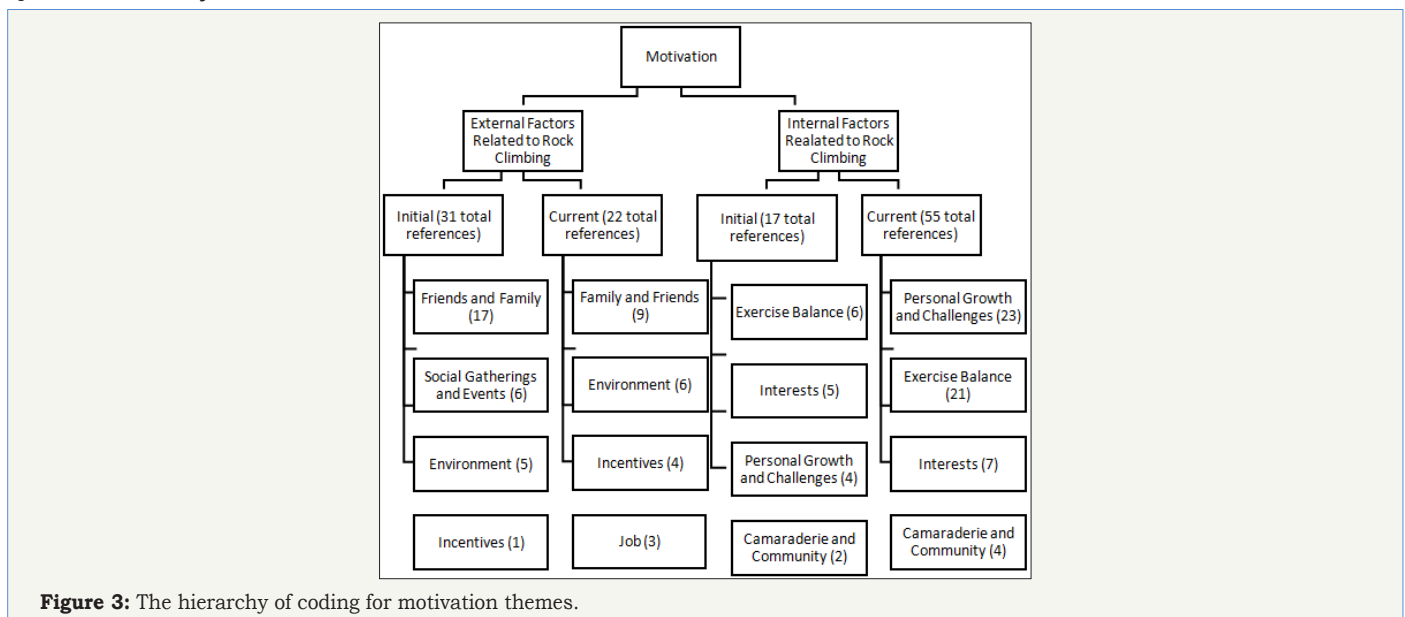 Motivation
External Factors
Related to Rock
Climbing
Internal Factors
Realated to Rock
Climbing
Initial (31 total
references)
Current (22 total
references)
Initial (17 total
references)
Current (55 total
references)
Friends and Family
(17)
Family and Friends
(9)
Exercise Balance (6)
Personal Growth
and Challenges (23)
Social Gatherings
and Events (6)
Environment (6)
Interests (5)
Exercise Balance
(21)
Environment (5)
Incentives (4)
Personal Growth
and Challenges (4)
Interests (7)
Incentives (1)
Job (3)
Camaraderie and
Community (2)
Camaraderie and
Community (4)
Figure 3: The hierarchy of coding for motivation themes.